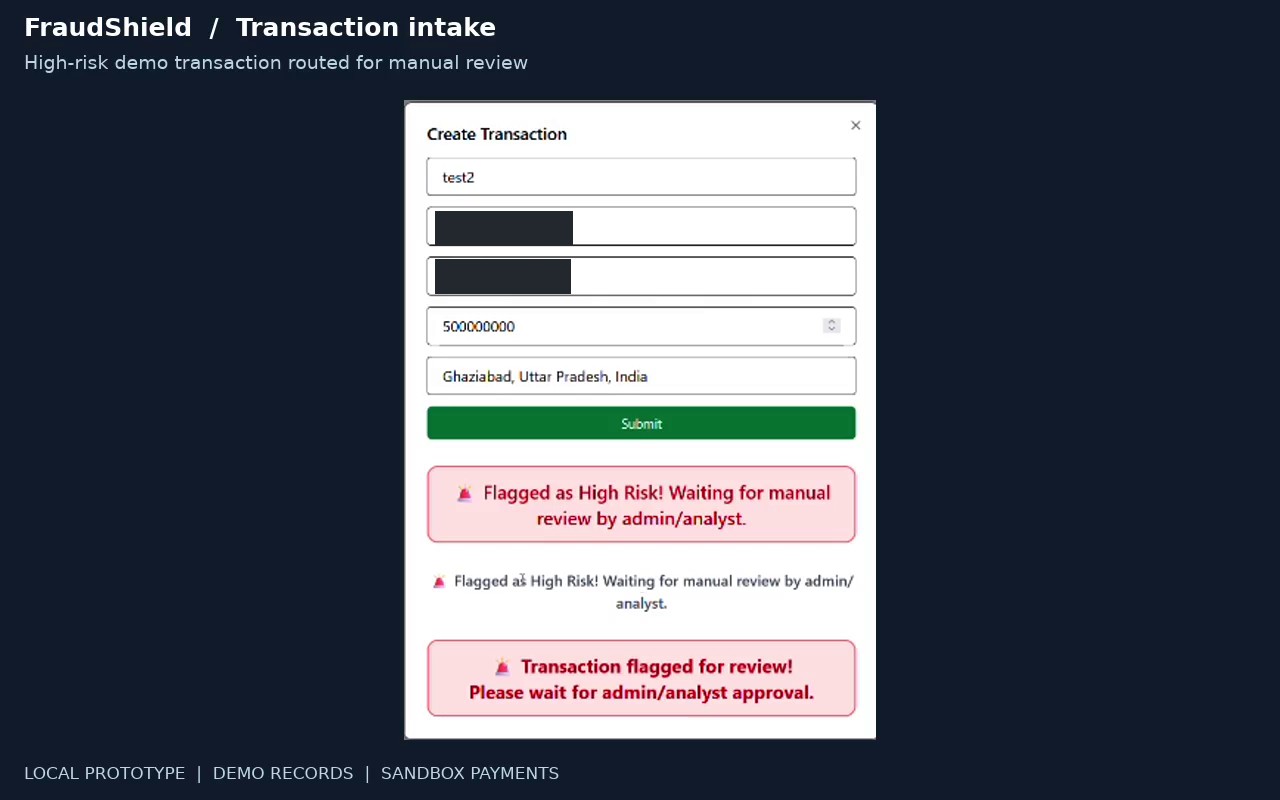 FraudShield / Transaction intake
High-risk demo transaction routed for manual review
×
Create Transaction
test2
500000000
Ghaziabad, Uttar Pradesh, India
Submit
🚨 Flagged as High Risk! Waiting for manual
review by admin/analyst.
🚨 Flagged as High Risk! Waiting for manual review by admin/
analyst.
🚨 Transaction flagged for review!
Please wait for admin/analyst approval.
LOCAL PROTOTYPE | DEMO RECORDS | SANDBOX PAYMENTS